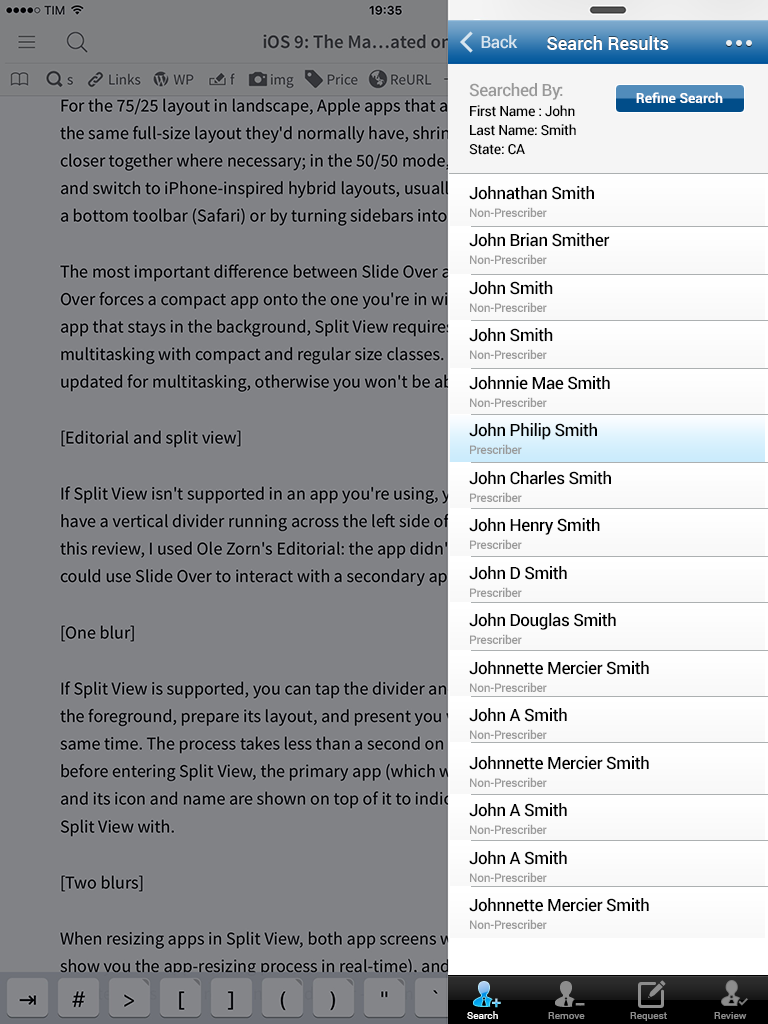 TIM
19:35
iOS 9: The Ma…ated or
s
Links
WP
f
img
Price
ReURL
For the 75/25 layout in landscape, Apple apps that a
the same full-size layout they'd normally have, shrin
closer together where necessary; in the 50/50 mode,
and switch to iPhone-inspired hybrid layouts, usuall
a bottom toolbar (Safari) or by turning sidebars into
The most important difference between Slide Over a
Over forces a compact app onto the one you're in wi
app that stays in the background, Split View requires
multitasking with compact and regular size classes.
updated for multitasking, otherwise you won't be ab
[Editorial and split view]
If Split View isn't supported in an app you're using, y
have a vertical divider running across the left side of
this review, I used Ole Zorn's Editorial: the app didn'
could use Slide Over to interact with a secondary ap
[One blur]
If Split View is supported, you can tap the divider an
the foreground, prepare its layout, and present you w
same time. The process takes less than a second on
before entering Split View, the primary app (which w
and its icon and name are shown on top of it to indic
Split View with.
[Two blurs]
When resizing apps in Split View, both app screens w
show you the app-resizing process in real-time), and
⇥ # > [ ] ( ) " `
Back
Search Results
Searched By:
First Name : John
Last Name: Smith
State: CA
Refine Search
Johnathan Smith
Non-Prescriber
John Brian Smither
Non-Prescriber
John Smith
Non-Prescriber
John Smith
Non-Prescriber
Johnnie Mae Smith
Non-Prescriber
John Philip Smith
Prescriber
John Charles Smith
Prescriber
John Henry Smith
Prescriber
John D Smith
Prescriber
John Douglas Smith
Prescriber
Johnnette Mercier Smith
Non-Prescriber
John A Smith
Non-Prescriber
Johnnette Mercier Smith
Non-Prescriber
John A Smith
Non-Prescriber
John A Smith
Non-Prescriber
Johnnette Mercier Smith
Non-Prescriber
Search
Remove
Request
Review